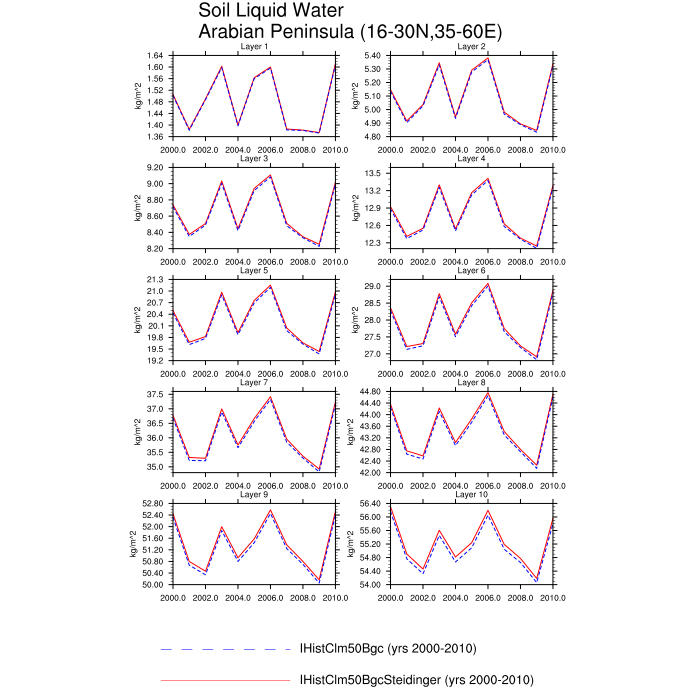 Soil Liquid Water
Arabian Peninsula (16-30N,35-60E)
Layer 1
kg/m^2
1.64
1.60
1.56
1.52
1.48
1.44
1.40
1.36
2000.0 2002.0 2004.0 2006.0 2008.0 2010.0
Layer 2
kg/m^2
5.40
5.30
5.20
5.10
5.00
4.90
4.80
2000.0 2002.0 2004.0 2006.0 2008.0 2010.0
Layer 3
kg/m^2
9.20
9.00
8.80
8.60
8.40
8.20
2000.0 2002.0 2004.0 2006.0 2008.0 2010.0
Layer 4
kg/m^2
13.5
13.2
12.9
12.6
12.3
2000.0 2002.0 2004.0 2006.0 2008.0 2010.0
Layer 5
kg/m^2
21.3
21.0
20.7
20.4
20.1
19.8
19.5
19.2
2000.0 2002.0 2004.0 2006.0 2008.0 2010.0
Layer 6
kg/m^2
29.0
28.5
28.0
27.5
27.0
2000.0 2002.0 2004.0 2006.0 2008.0 2010.0
Layer 7
kg/m^2
37.5
37.0
36.5
36.0
35.5
35.0
2000.0 2002.0 2004.0 2006.0 2008.0 2010.0
Layer 8
kg/m^2
44.80
44.40
44.00
43.60
43.20
42.80
42.40
42.00
2000.0 2002.0 2004.0 2006.0 2008.0 2010.0
Layer 9
kg/m^2
52.80
52.40
52.00
51.60
51.20
50.80
50.40
50.00
2000.0 2002.0 2004.0 2006.0 2008.0 2010.0
Layer 10
kg/m^2
56.40
56.00
55.60
55.20
54.80
54.40
54.00
2000.0 2002.0 2004.0 2006.0 2008.0 2010.0
IHistClm50Bgc (yrs 2000-2010)
IHistClm50BgcSteidinger (yrs 2000-2010)